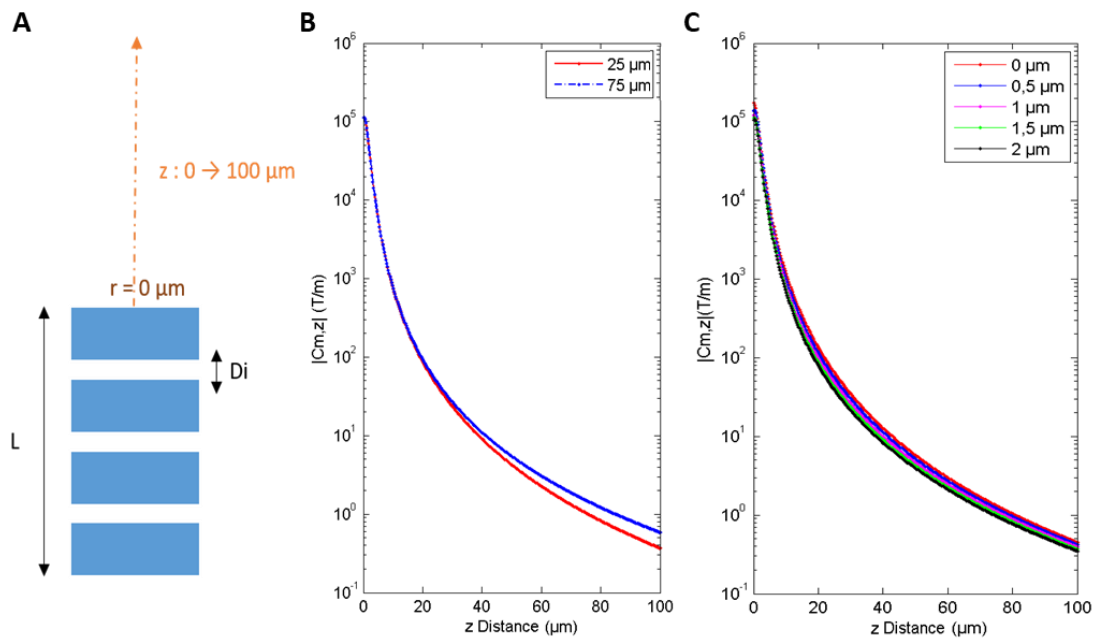 A
z : 0 → 100 µm
r = 0 µm
Di
L
B
10^6
10^5
10^4
10^3
10^2
10^1
10^0
10^-1
|Cm,z| (T/m)
25 µm
75 µm
0 20 40 60 80 100
z Distance (µm)
C
10^6
10^5
10^4
10^3
10^2
10^1
10^0
10^-1
|Cm,z|(T/m)
0 µm
0,5 µm
1 µm
1,5 µm
2 µm
0 20 40 60 80 100
z Distance (µm)